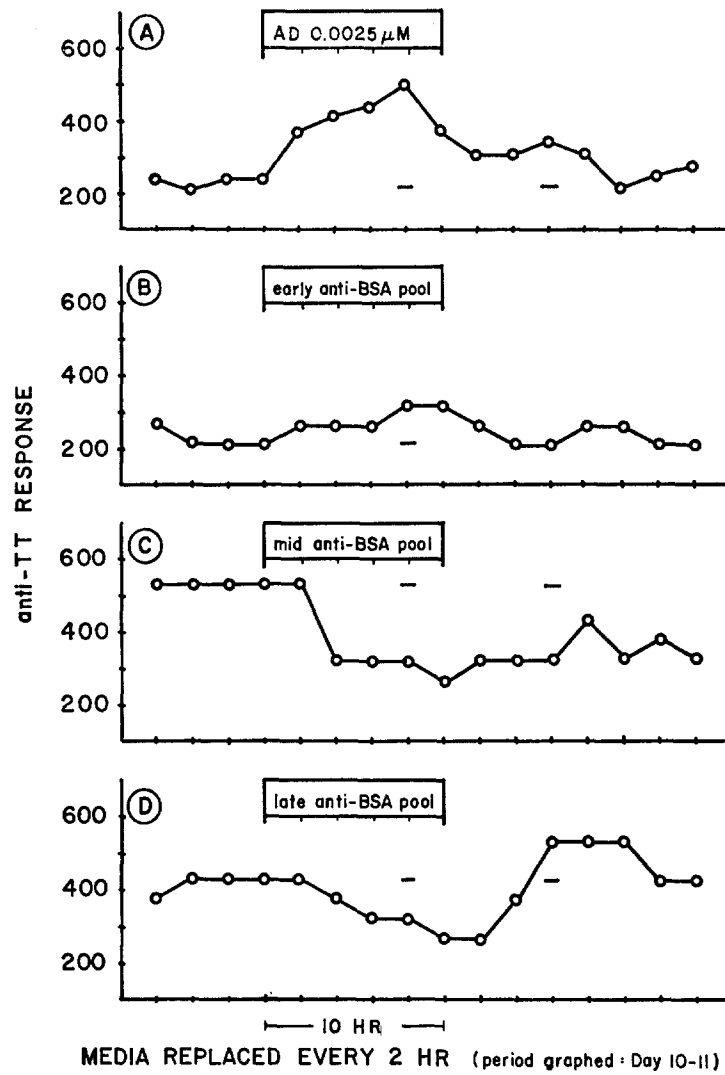 A
AD 0.0025 μM
600
400
200
B
early anti-BSA pool
600
400
200
anti-TT RESPONSE
C
mid anti-BSA pool
600
400
200
D
late anti-BSA pool
600
400
200
10 HR
MEDIA REPLACED EVERY 2 HR (period graphed: Day 10-11)